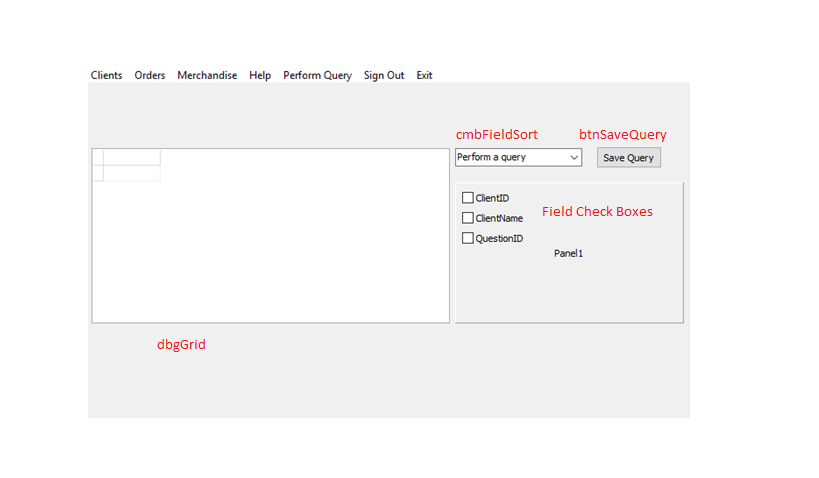 Clients Orders Merchandise Help Perform Query Sign Out Exit
cmbFieldSort btnSaveQuery
Perform a query Save Query
ClientID
Field Check Boxes
ClientName
QuestionID
Panel1
dbgGrid